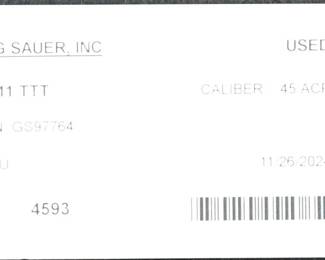 G SAUER, INC USED
11 TTT CALIBER 45 ACP
N GS97764
U 11/26/202
4593